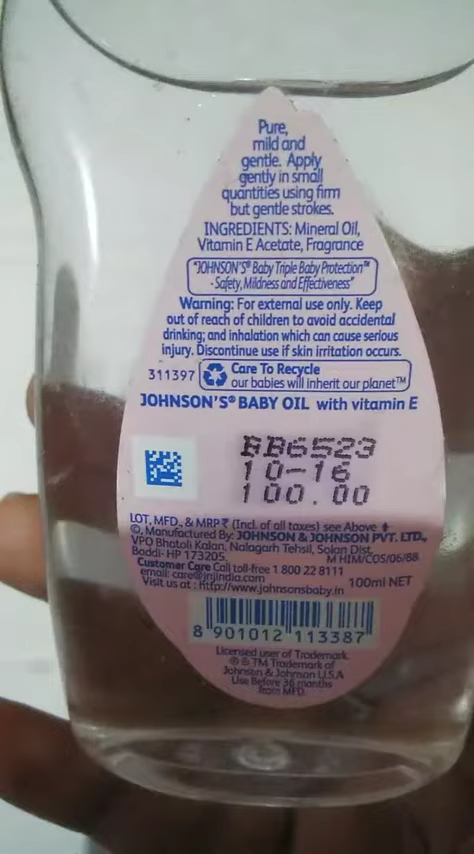 Pure,
mild and
gentle. Apply
gently in small
quantities using firm
but gentle strokes.
INGREDIENTS: Mineral Oil,
Vitamin E Acetate, Fragrance
"JOHNSON'S® Baby Triple Baby Protection™
- Safety, Mildness and Effectiveness"
Warning: For external use only. Keep
out of reach of children to avoid accidental
drinking; and inhalation which can cause serious
injury. Discontinue use if skin irritation occurs.
311397 Care To Recycle
our babies will inherit our planet™
JOHNSON'S® BABY OIL with vitamin E
BB6523
10-16
100.00
LOT, MFD., & MRP ₹ (Incl. of all taxes) see Above
©, Manufactured By: JOHNSON & JOHNSON PVT. LTD.,
VPO Bhatoli Kalan, Nalagarh Tehsil, Solan Dist,
Baddi- HP 173205. M HIM/COS/06/88
Customer Care Call toll-free 1 800 22 8111
email: care@jnjindia.com 100ml NET
Visit us at : http://www.johnsonsbaby.in
8 901012 113387
Licensed user of Trademark.
® & TM Trademark of
Johnson & Johnson U.S.A
Use Before 36 months
from MFD.